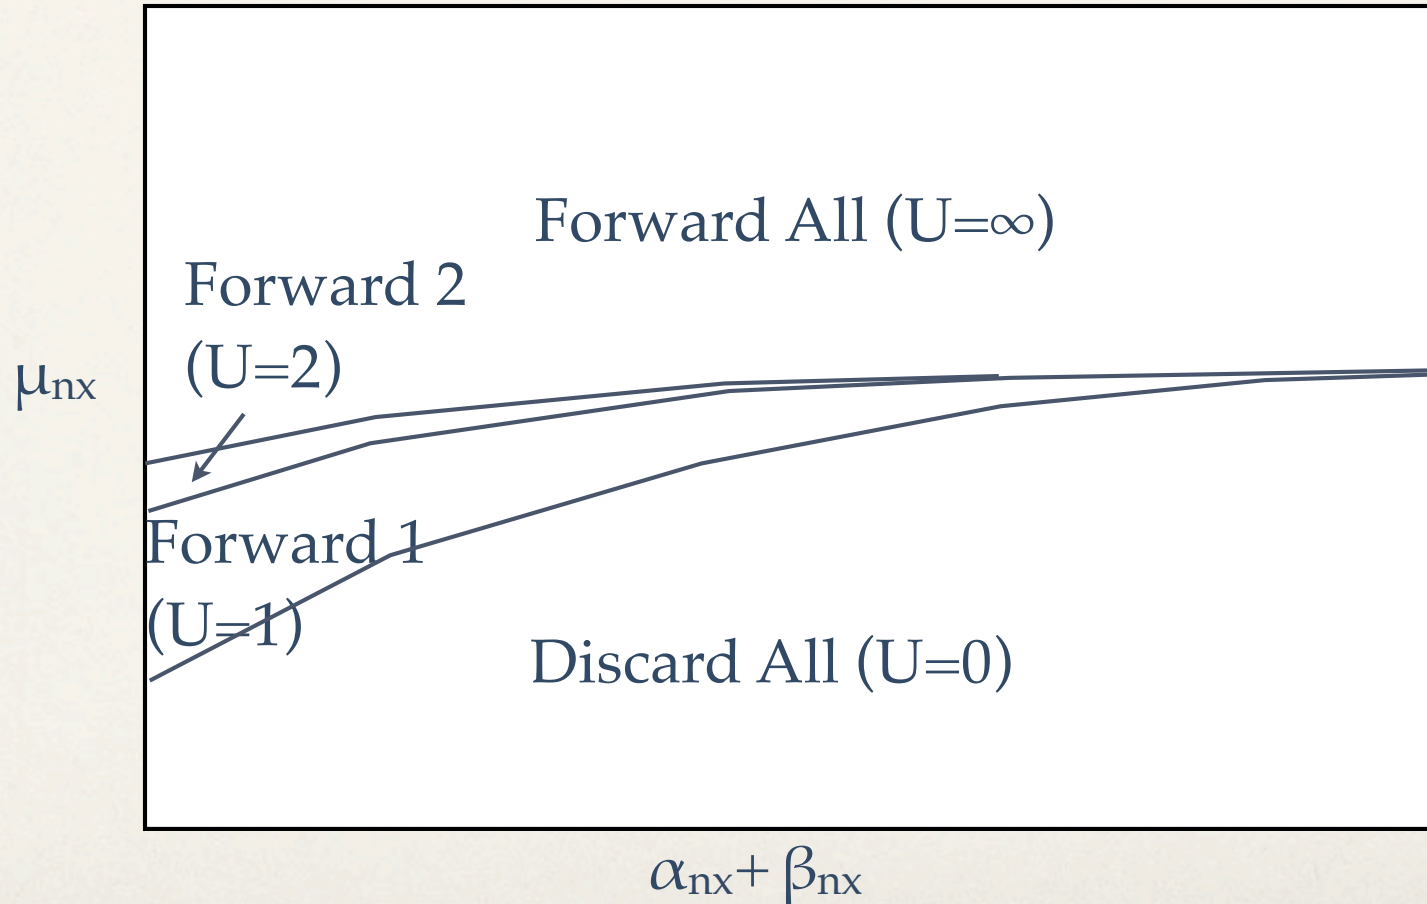 Forward All (U=∞)
Forward 2
(U=2)
μnx
Forward 1
(U=1)
Discard All (U=0)
αnx+ βnx